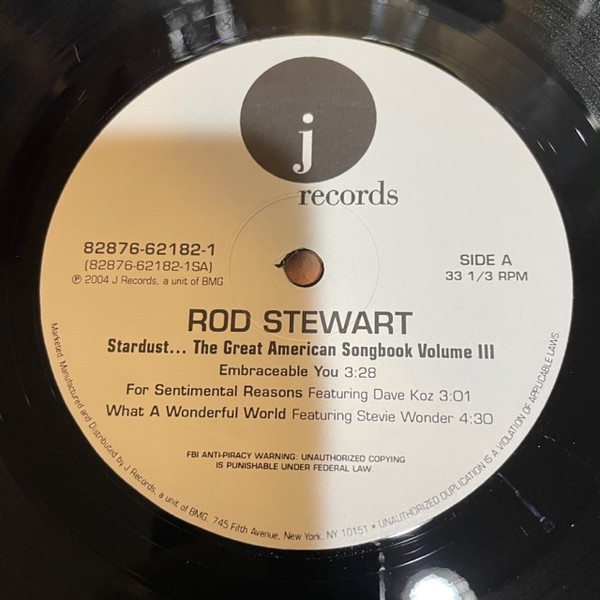 j
records
82876-62182-1
(82876-62182-1SA)
℗ 2004 J Records, a unit of BMG
SIDE A
33 1/3 RPM
ROD STEWART
Stardust... The Great American Songbook Volume III
Embraceable You 3:28
For Sentimental Reasons Featuring Dave Koz 3:01
What A Wonderful World Featuring Stevie Wonder 4:30
FBI ANTI-PIRACY WARNING: UNAUTHORIZED COPYING
IS PUNISHABLE UNDER FEDERAL LAW.
Marketed, Manufactured and Distributed by J Records, a unit of BMG, 745 Fifth Avenue, New York, NY 10151 • UNAUTHORIZED DUPLICATION IS A VIOLATION OF APPLICABLE LAWS.